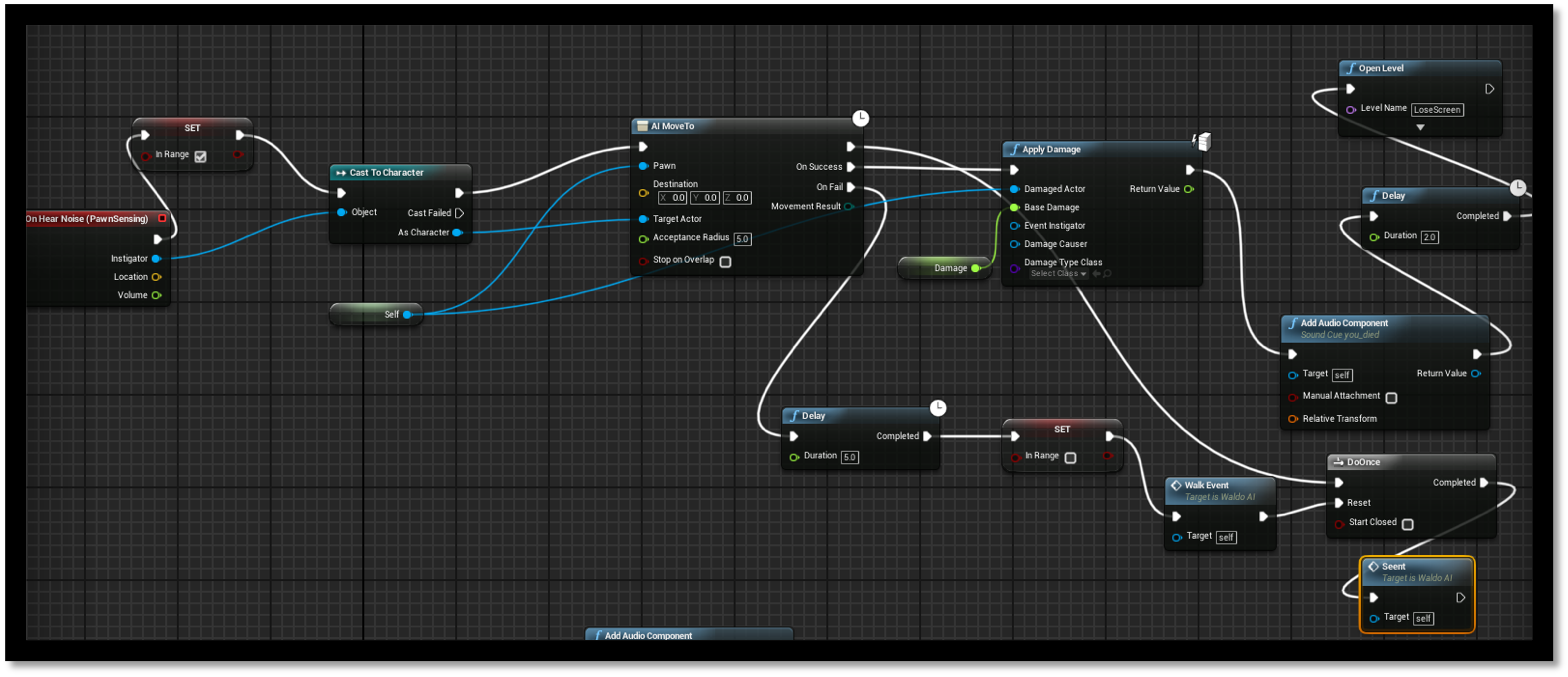 On Hear Noise (PawnSensing)
Instigator
Location
Volume
SET
In Range
Cast To Character
Object
Cast Failed
As Character
Self
AI MoveTo
Pawn
On Success
Destination
X 0.0 Y 0.0 Z 0.0
On Fail
Movement Result
Target Actor
Acceptance Radius 5.0
Stop on Overlap
Damage
Apply Damage
Damaged Actor
Return Value
Base Damage
Event Instigator
Damage Causer
Damage Type Class
Select Class
Open Level
Level Name LoseScreen
Delay
Completed
Duration 2.0
Add Audio Component
Sound Cue you_died
Target self
Return Value
Manual Attachment
Relative Transform
Delay
Completed
Duration 5.0
SET
In Range
Walk Event
Target is Waldo AI
Target self
DoOnce
Completed
Reset
Start Closed
Seent
Target is Waldo AI
Target self
Add Audio Component